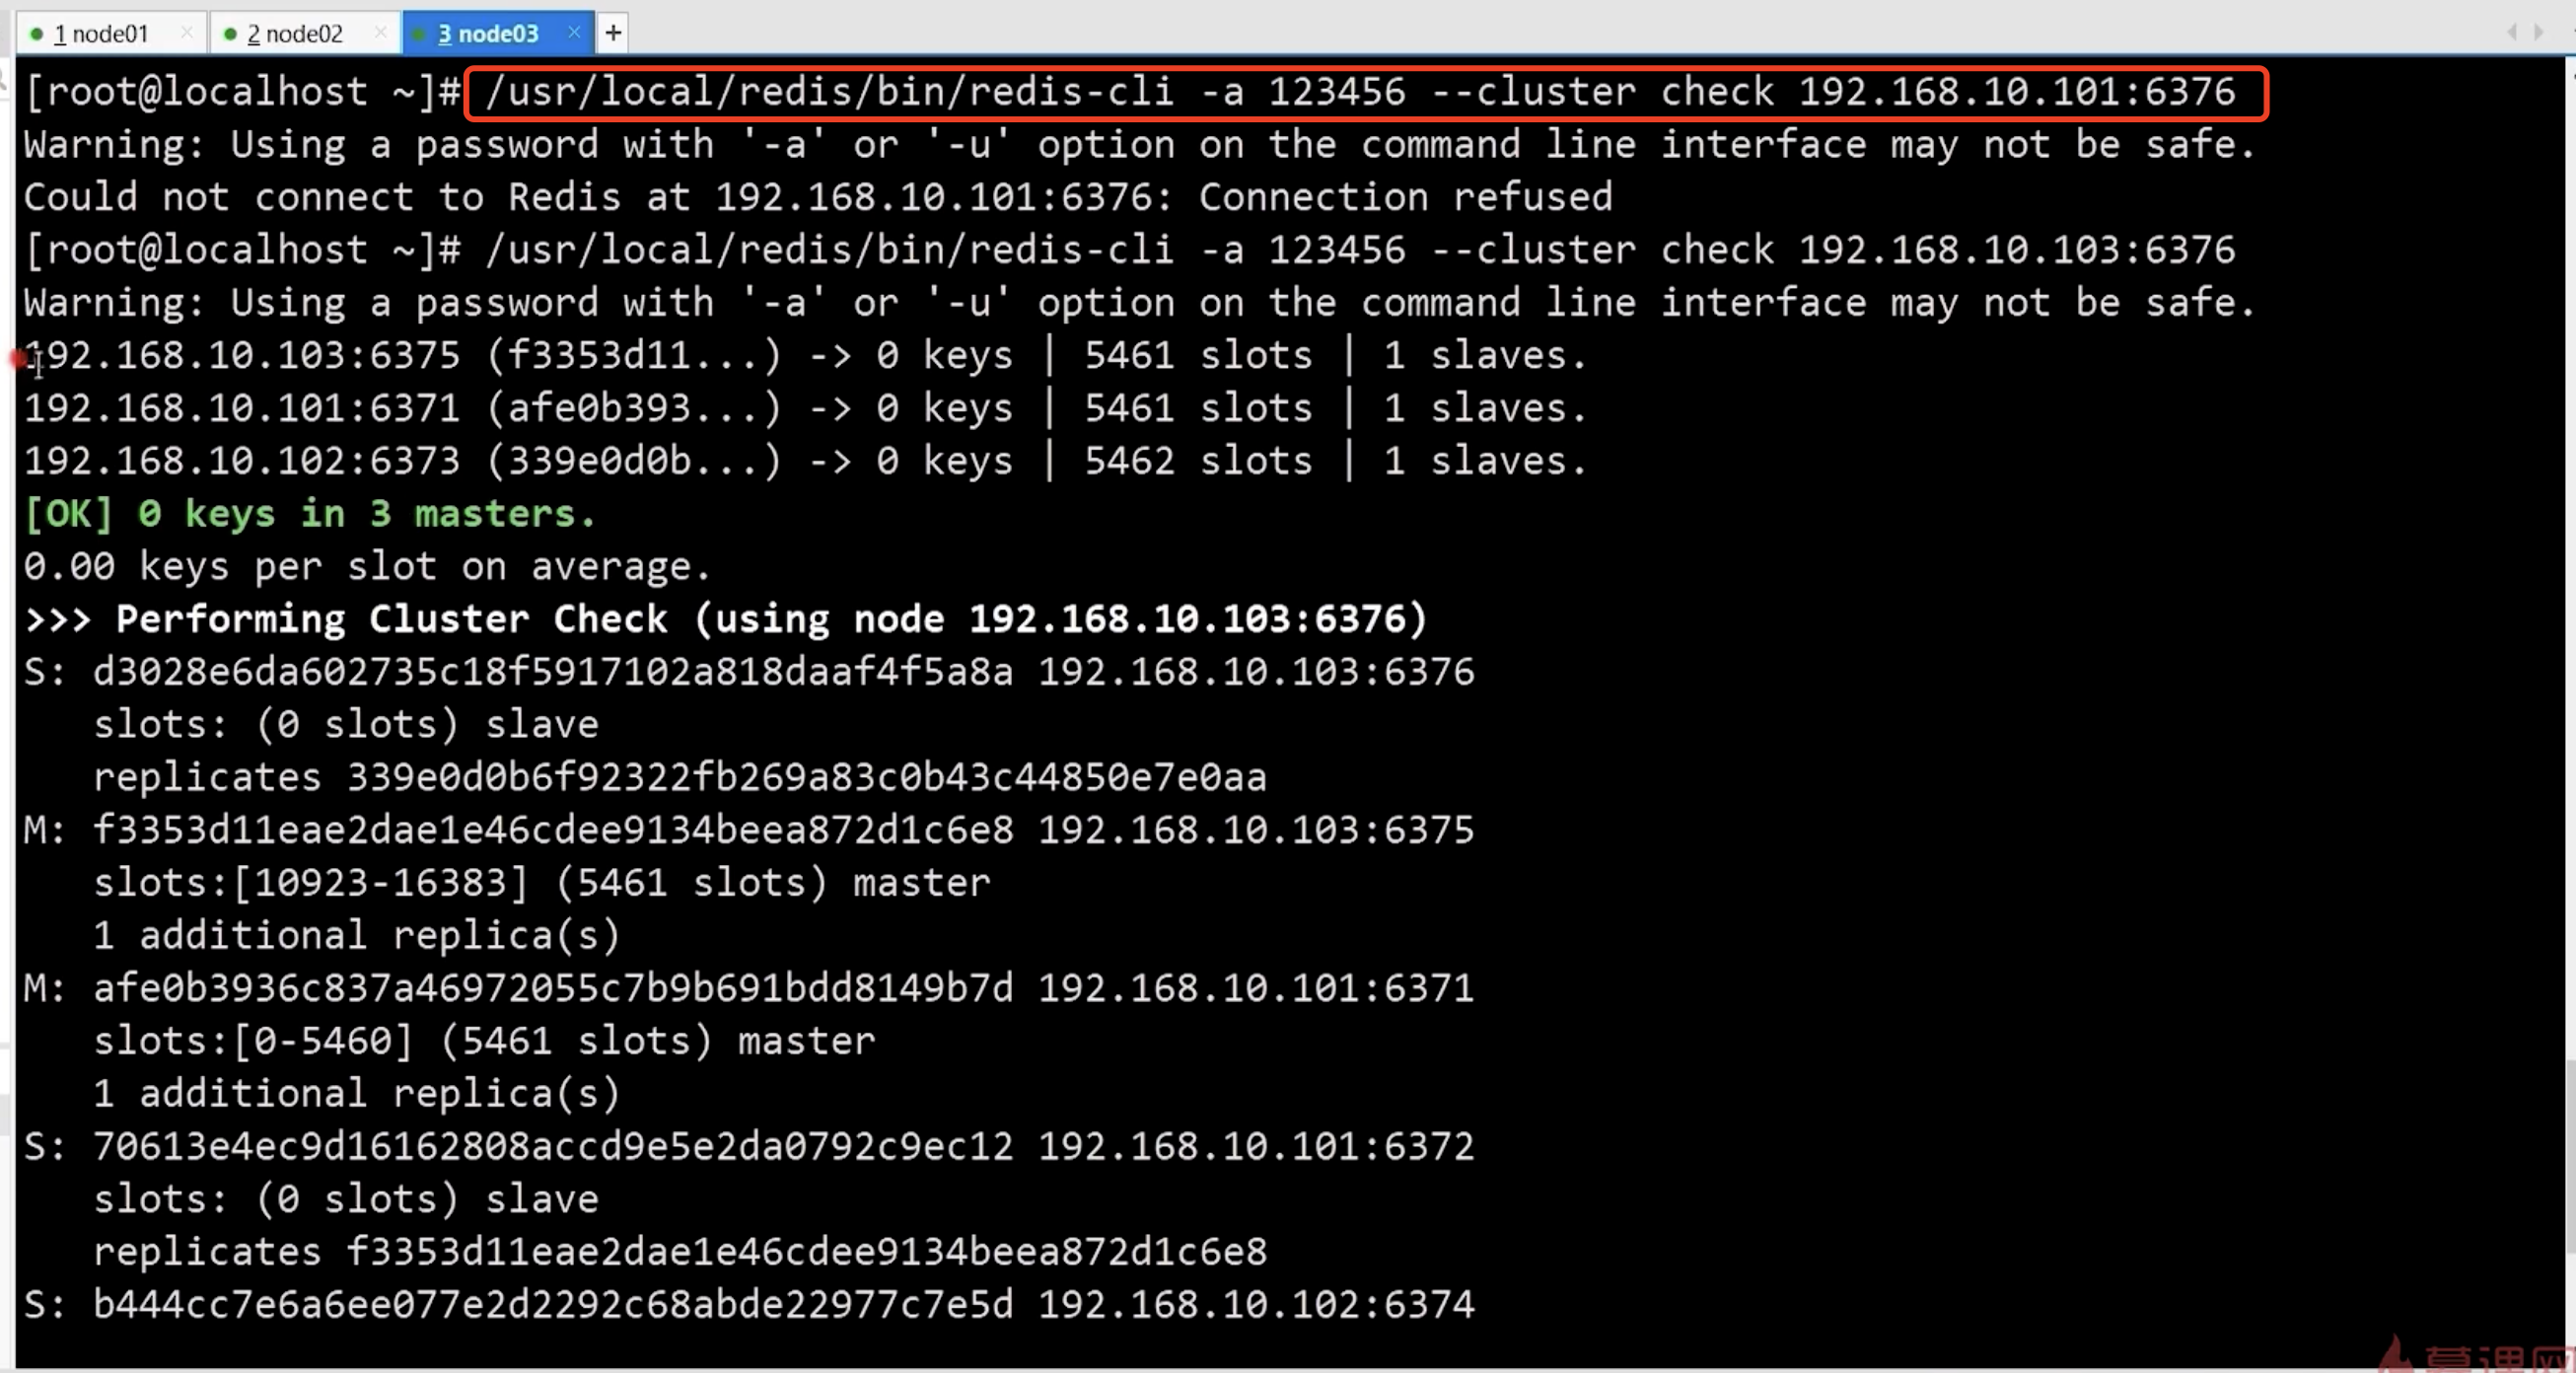 1 node01 × 2 node02 × 3 node03 × +
[root@localhost ~]# /usr/local/redis/bin/redis-cli -a 123456 --cluster check 192.168.10.101:6376
Warning: Using a password with '-a' or '-u' option on the command line interface may not be safe.
Could not connect to Redis at 192.168.10.101:6376: Connection refused
[root@localhost ~]# /usr/local/redis/bin/redis-cli -a 123456 --cluster check 192.168.10.103:6376
Warning: Using a password with '-a' or '-u' option on the command line interface may not be safe.
192.168.10.103:6375 (f3353d11...) -> 0 keys | 5461 slots | 1 slaves.
192.168.10.101:6371 (afe0b393...) -> 0 keys | 5461 slots | 1 slaves.
192.168.10.102:6373 (339e0d0b...) -> 0 keys | 5462 slots | 1 slaves.
[OK] 0 keys in 3 masters.
0.00 keys per slot on average.
>>> Performing Cluster Check (using node 192.168.10.103:6376)
S: d3028e6da602735c18f5917102a818daaf4f5a8a 192.168.10.103:6376
   slots: (0 slots) slave
   replicates 339e0d0b6f92322fb269a83c0b43c44850e7e0aa
M: f3353d11eae2dae1e46cdee9134beea872d1c6e8 192.168.10.103:6375
   slots:[10923-16383] (5461 slots) master
   1 additional replica(s)
M: afe0b3936c837a46972055c7b9b691bdd8149b7d 192.168.10.101:6371
   slots:[0-5460] (5461 slots) master
   1 additional replica(s)
S: 70613e4ec9d16162808accd9e5e2da0792c9ec12 192.168.10.101:6372
   slots: (0 slots) slave
   replicates f3353d11eae2dae1e46cdee9134beea872d1c6e8
S: b444cc7e6a6ee077e2d2292c68abde22977c7e5d 192.168.10.102:6374
慕课网